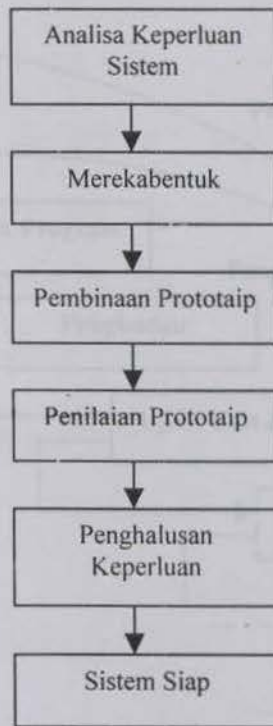 Analisa Keperluan
Sistem
Merekabentuk
Pembinaan Prototaip
Penilaian Prototaip
Penghalusan
Keperluan
Sistem Siap